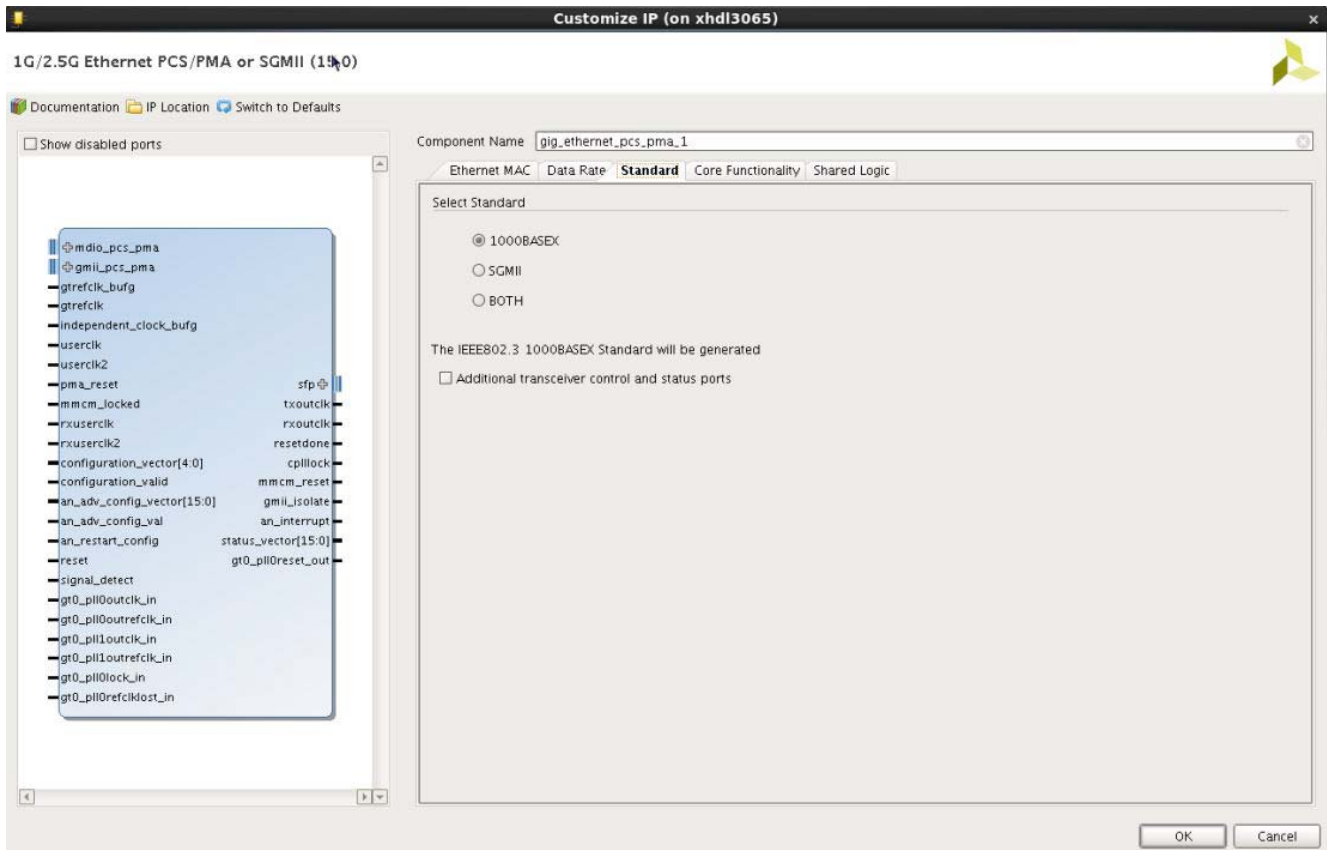 Customize IP (on xhdl3065)
1G/2.5G Ethernet PCS/PMA or SGMII (15.0)
Documentation IP Location Switch to Defaults
Show disabled ports
Component Name gig_ethernet_pcs_pma_1
Ethernet MAC Data Rate Standard Core Functionality Shared Logic
Select Standard
1000BASEX
SGMII
BOTH
The IEEE802.3 1000BASEX Standard will be generated
Additional transceiver control and status ports
mdio_pcs_pma
gmii_pcs_pma
gtrefclk_bufg
gtrefclk
independent_clock_bufg
userclk
userclk2
pma_reset
mmcm_locked
rxuserclk
rxuserclk2
configuration_vector[4:0]
configuration_valid
an_adv_config_vector[15:0]
an_adv_config_val
an_restart_config
reset
signal_detect
gt0_pll0outclk_in
gt0_pll0outrefclk_in
gt0_pll1outclk_in
gt0_pll1outrefclk_in
gt0_pll0lock_in
gt0_pll0refclklost_in
sfp
txoutclk
rxoutclk
resetdone
cplllock
mmcm_reset
gmii_isolate
an_interrupt
status_vector[15:0]
gt0_pll0reset_out
OK Cancel